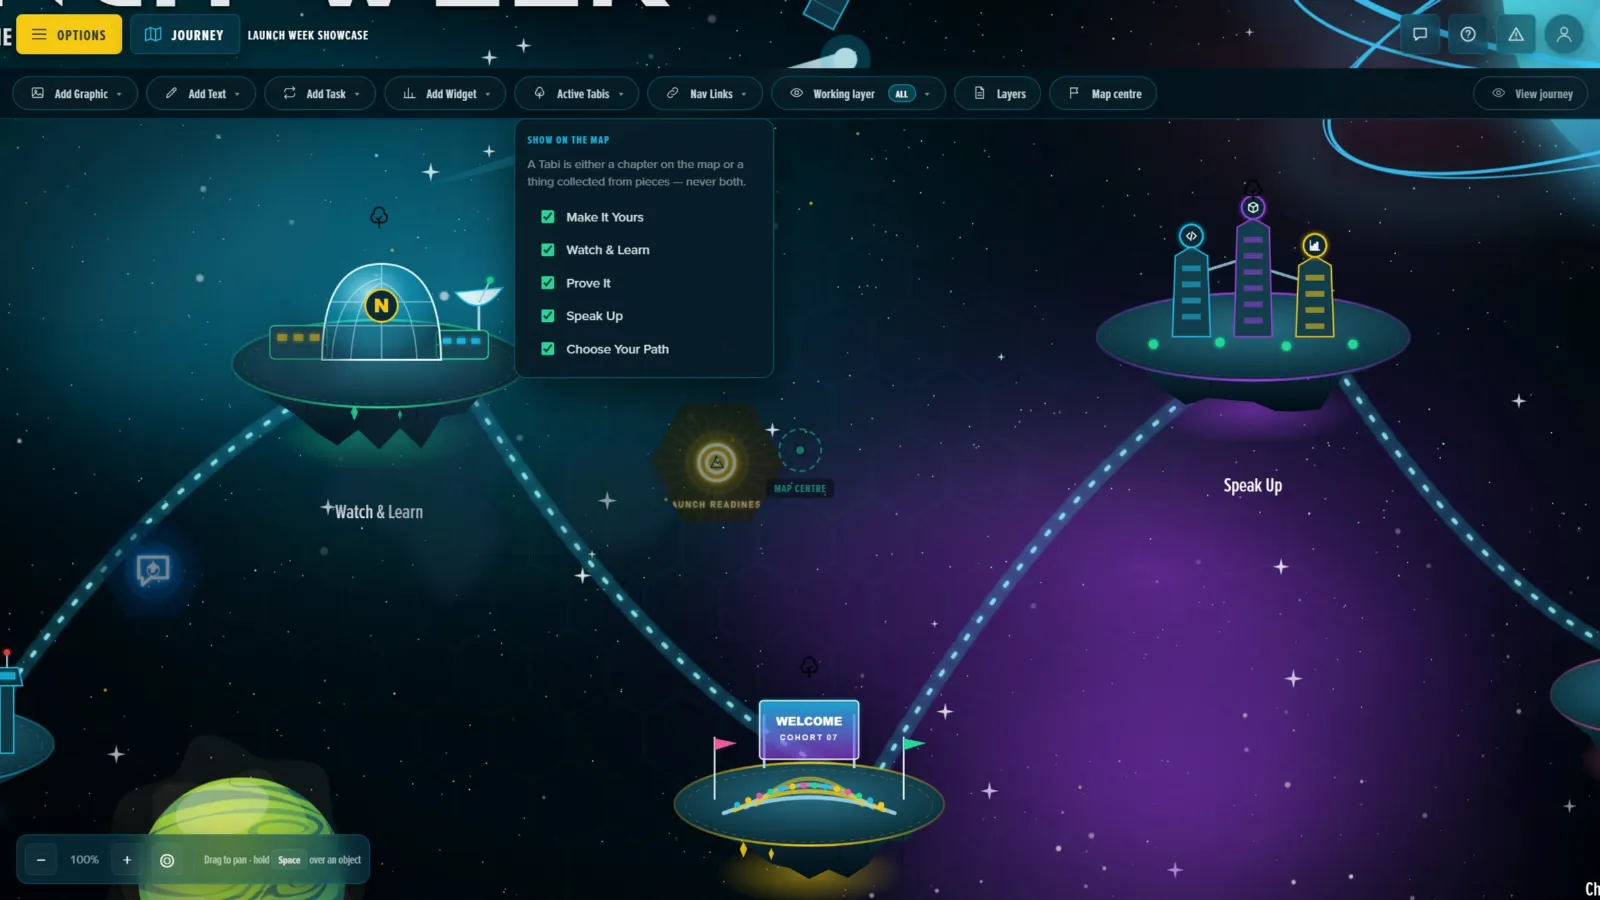 OPTIONS
JOURNEY
LAUNCH WEEK SHOWCASE
Add Graphic
Add Text
Add Task
Add Widget
Active Tabis
Nav Links
Working layer
ALL
Layers
Map centre
View journey
SHOW ON THE MAP
A Tabi is either a chapter on the map or a
thing collected from pieces — never both.
Make It Yours
Watch & Learn
Prove It
Speak Up
Choose Your Path
N
MAP CENTRE
AUNCH READINES
Speak Up
Watch & Learn
WELCOME
COHORT 07
100%
Drag to pan · hold Space over an object
Ch